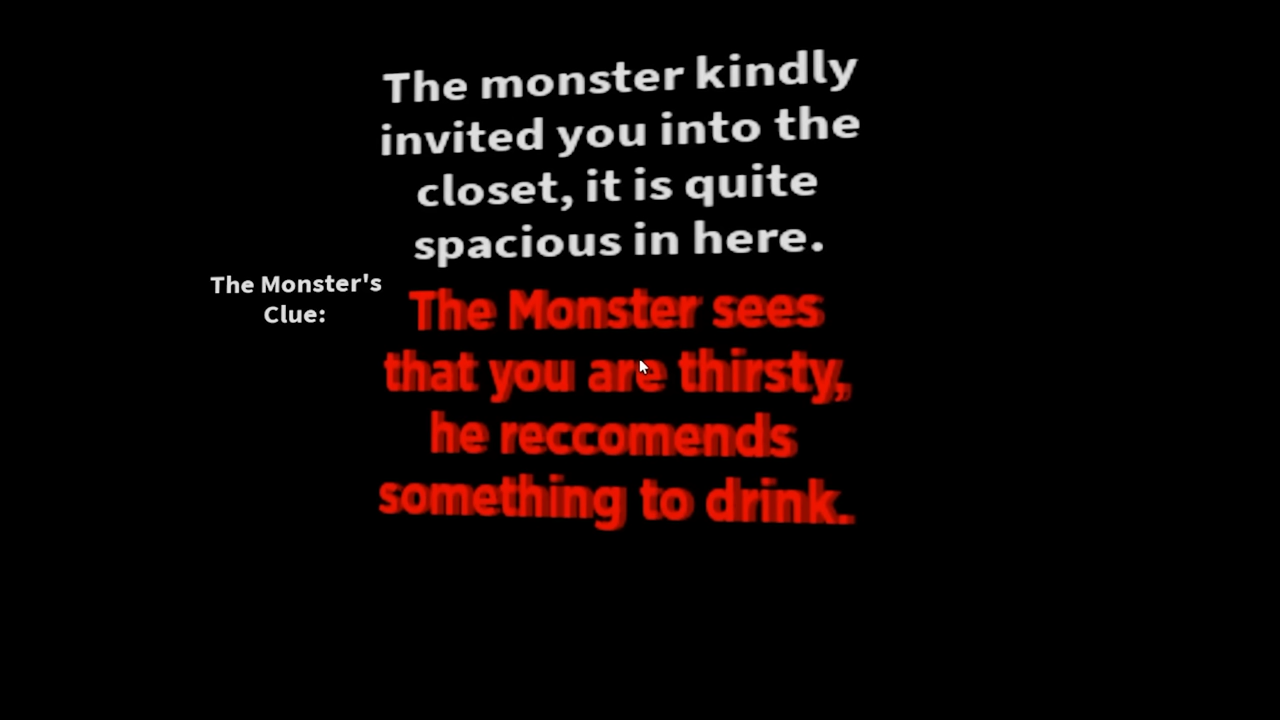 The monster kindly
invited you into the
closet, it is quite
spacious in here.
The Monster's
Clue:
The Monster sees
that you are thirsty,
he reccomends
something to drink.